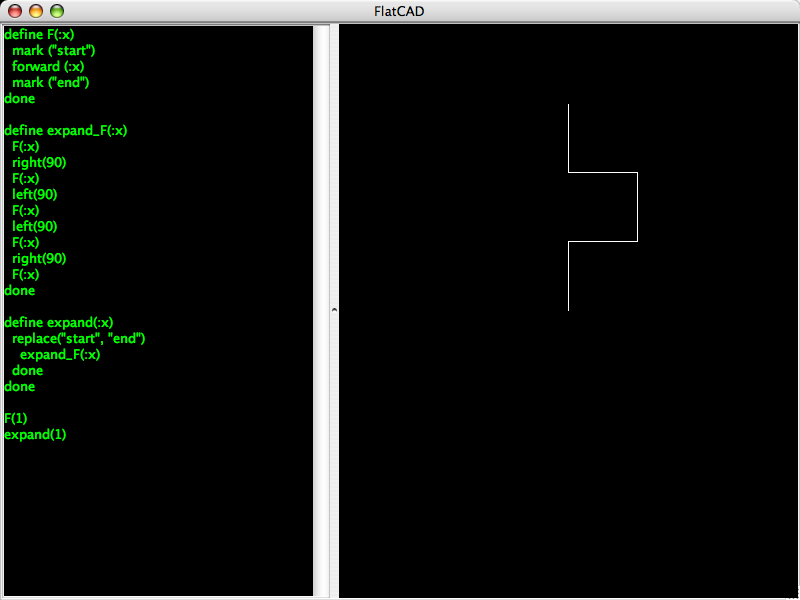 FlatCAD
define F(:x)
mark ("start")
forward (:x)
mark ("end")
done
define expand_F(:x)
F(:x)
right(90)
F(:x)
left(90)
F(:x)
left(90)
F(:x)
right(90)
F(:x)
done
define expand(:x)
replace("start", "end")
expand_F(:x)
done
done
F(1)
expand(1)